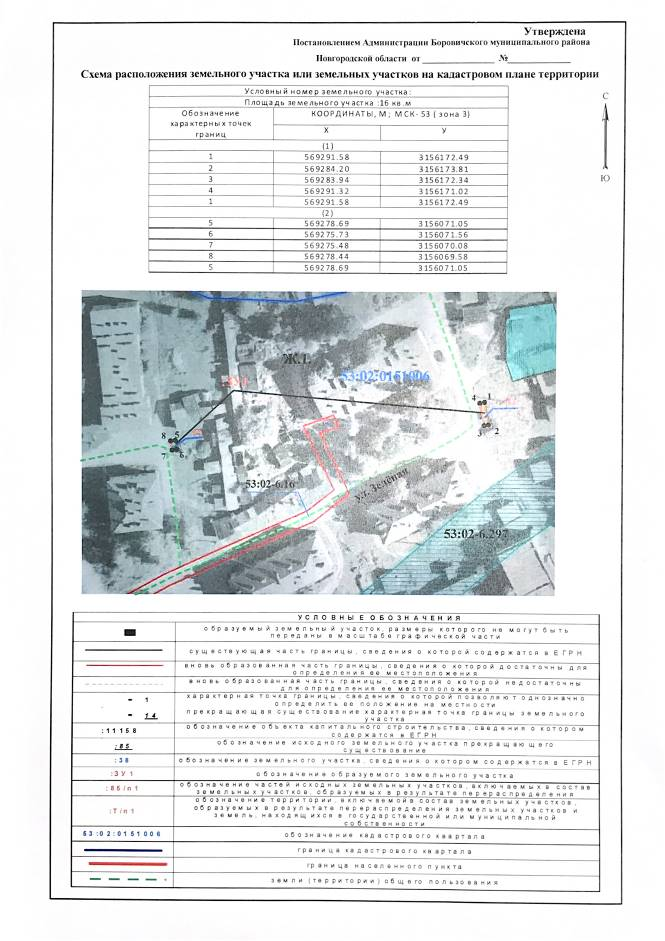 Утверждена
Постановлением Администрации Боровичского муниципального района
Новгородской области от _______________ №_______________
Схема расположения земельного участка или земельных участков на кадастровом плане территории
Условный номер земельного участка:
Площадь земельного участка :16 кв.м
Обозначение характерных точек границ
КООРДИНАТЫ, М; МСК- 53 ( зона 3)
X У
(1)
1 569291.58 3156172.49
2 569284.20 3156173.81
3 569283.94 3156172.34
4 569291.32 3156171.02
1 569291.58 3156172.49
(2)
5 569278.69 3156071.05
6 569275.73 3156071.56
7 569275.48 3156070.08
8 569278.44 3156069.58
5 569278.69 3156071.05
С
Ю
Ж.1.
53:02:0151006
4 1
3 2
8 5
7 6
53:02-6.16
ул. Зелёная
53:02-6.297
УСЛОВНЫЕ ОБОЗНАЧЕНИЯ
образуемый земельный участок, размеры которого не могут быть
переданы в масштабе графической части
существующая часть границы, сведения о которой содержатся в ЕГРН
вновь образованная часть границы, сведения о которой достаточны для
определения ее местоположения
вновь образованная часть границы, сведения о которой недостаточны
для определения ее местоположения
1 характерная точка границы, сведения о которой позволяют однозначно
определить ее положение на местности
14 прекращающая существование характерная точка границы земельного
участка
:11158 обозначение объекта капитального строительства, сведения о котором
содержатся в ЕГРН
:85 обозначение исходного земельного участка прекращающего
существование
:38 обозначение земельного участка, сведения о котором содержатся в ЕГРН
:ЗУ1 обозначение образуемого земельного участка
:85/п1 обозначение частей исходных земельных участков, включаемых в состав
земельных участков, образуемых в результате перераспределения
:Т/п1 обозначение территории, включаемой в состав земельных участков,
образуемых в результате перераспределения земельных участков и
земель, находящихся в государственной или муниципальной
собственности
53:02:0151006 обозначение кадастрового квартала
граница кадастрового квартала
граница населенного пункта
земли (территории) общего пользования